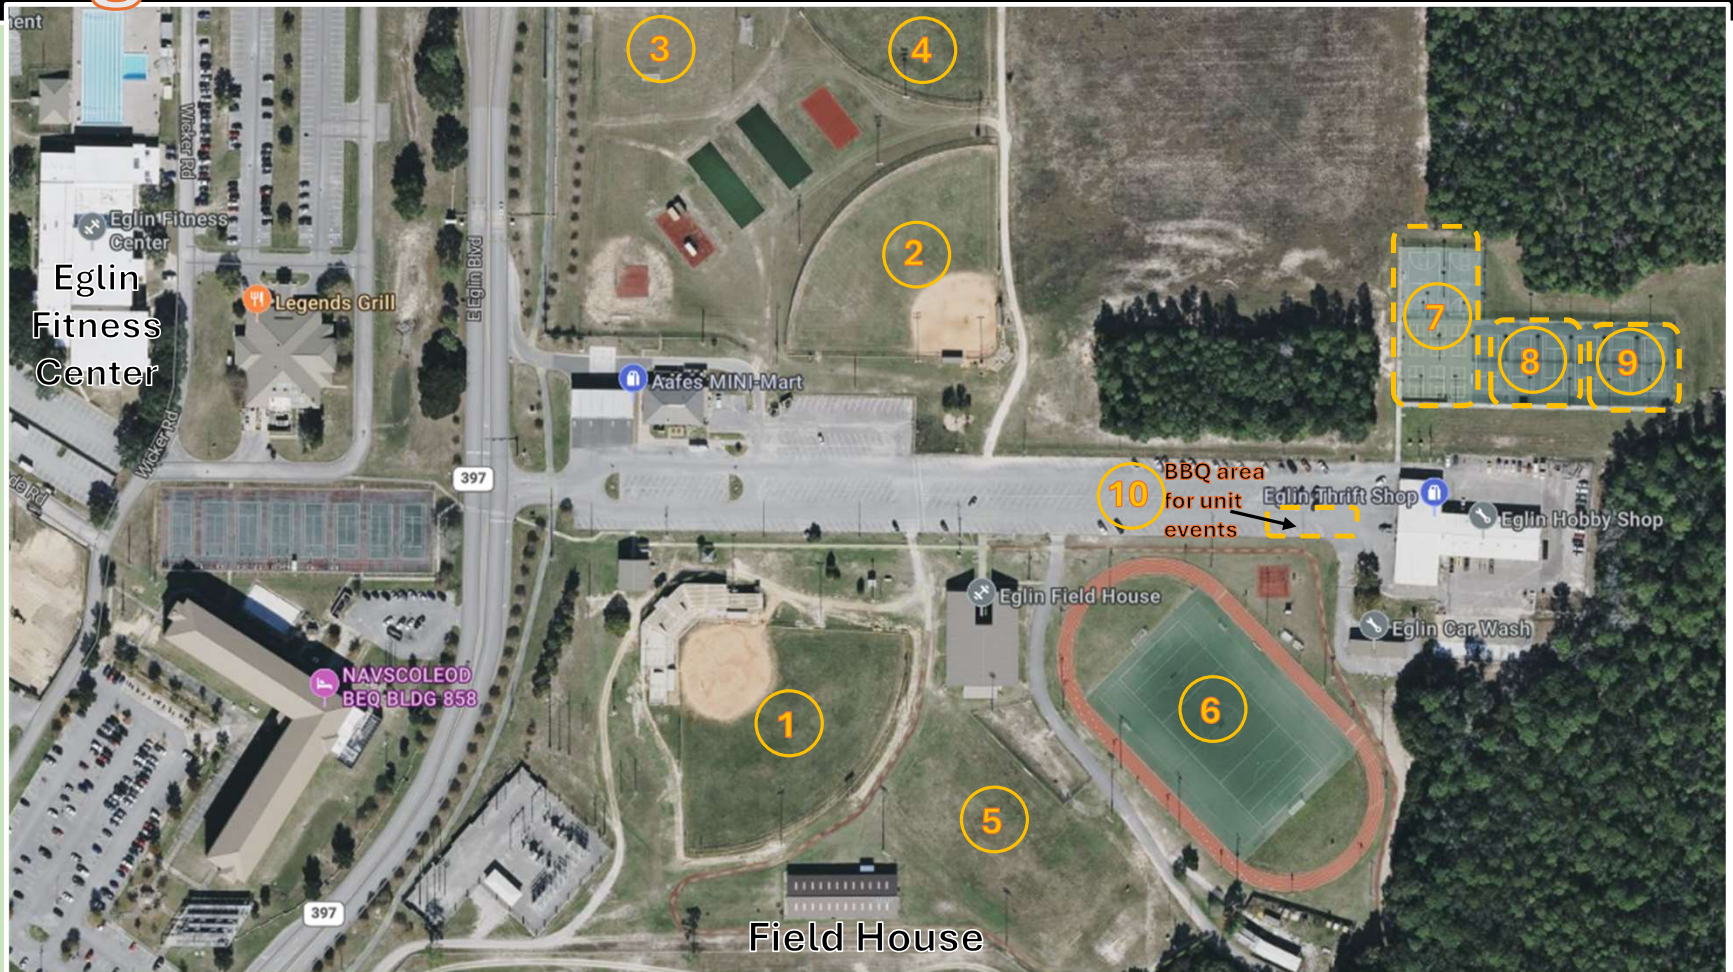 3
4
Wicker Rd
Eglin Fitness
Center
Eglin
Fitness
Center
Legends Grill
E Eglin Blvd
2
7
8
9
Aafes MINI-Mart
Wicker Rd
de Rd
397
10
BBQ area
for unit
events
Eglin Thrift Shop
Eglin Hobby Shop
Eglin Field House
Eglin Car Wash
NAVSCOLEOD
BEQ BLDG 858
1
6
5
397
Field House